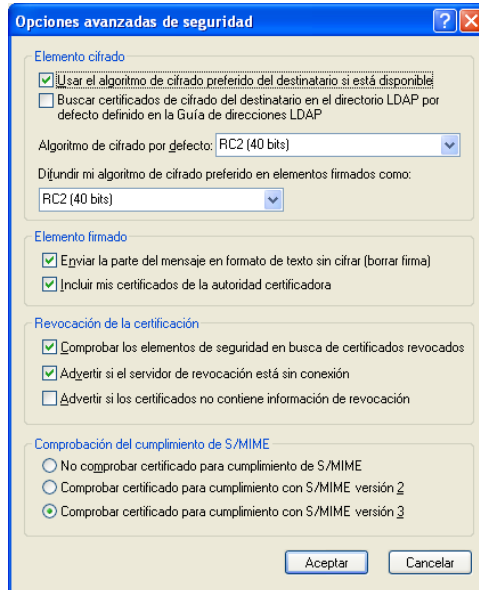 Opciones avanzadas de seguridad
Elemento cifrado
Usar el algoritmo de cifrado preferido del destinatario si está disponible
Buscar certificados de cifrado del destinatario en el directorio LDAP por
defecto definido en la Guía de direcciones LDAP
Algoritmo de cifrado por defecto: RC2 (40 bits)
Difundir mi algoritmo de cifrado preferido en elementos firmados como:
RC2 (40 bits)
Elemento firmado
Enviar la parte del mensaje en formato de texto sin cifrar (borrar firma)
Incluir mis certificados de la autoridad certificadora
Revocación de la certificación
Comprobar los elementos de seguridad en busca de certificados revocados
Advertir si el servidor de revocación está sin conexión
Advertir si los certificados no contiene información de revocación
Comprobación del cumplimiento de S/MIME
No comprobar certificado para cumplimiento de S/MIME
Comprobar certificado para cumplimiento con S/MIME versión 2
Comprobar certificado para cumplimiento con S/MIME versión 3
Aceptar Cancelar